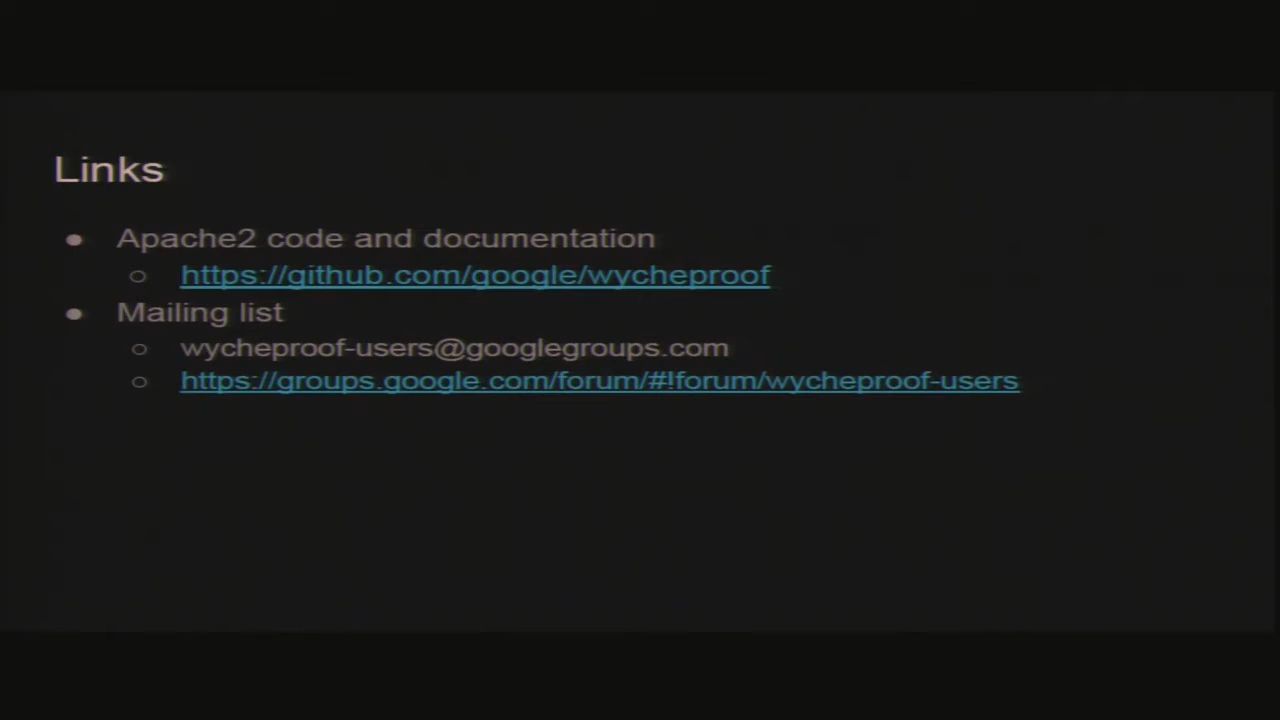 Links
● Apache2 code and documentation
○ https://github.com/google/wycheproof
● Mailing list
○ wycheproof-users@googlegroups.com
○ https://groups.google.com/forum/#!forum/wycheproof-users